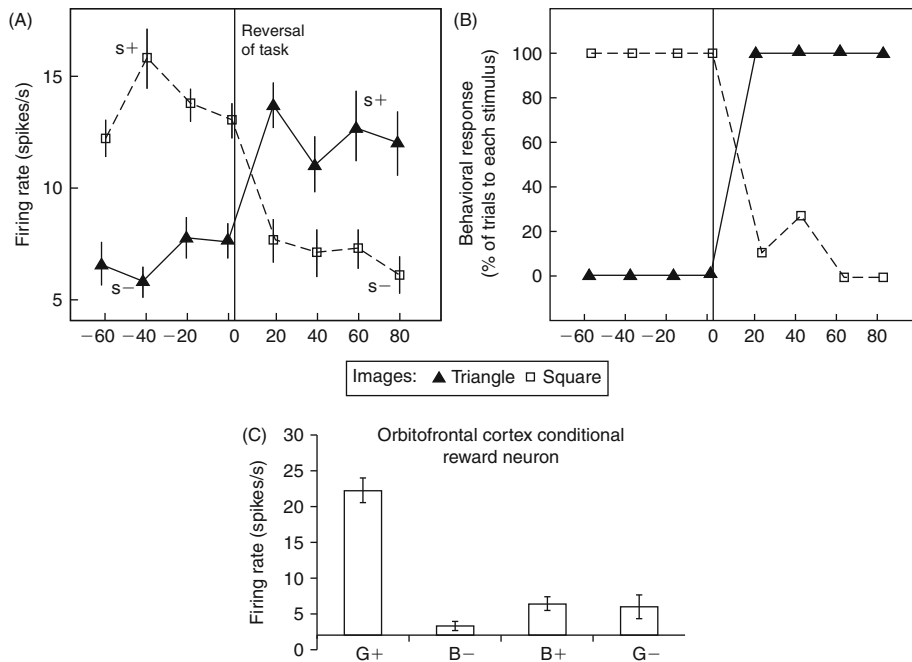 (A)
Firing rate (spikes/s)
15
10
5
s+
s−
Reversal
of task
s+
s−
−60 −40 −20 0 20 40 60 80
(B)
Behavioral response
(% of trials to each stimulus)
100
80
60
40
20
0
−60 −40 −20 0 20 40 60 80
Images: ▲ Triangle □ Square
(C)
Orbitofrontal cortex conditional
reward neuron
Firing rate (spikes/s)
30
25
20
15
10
5
0
G+ B− B+ G−